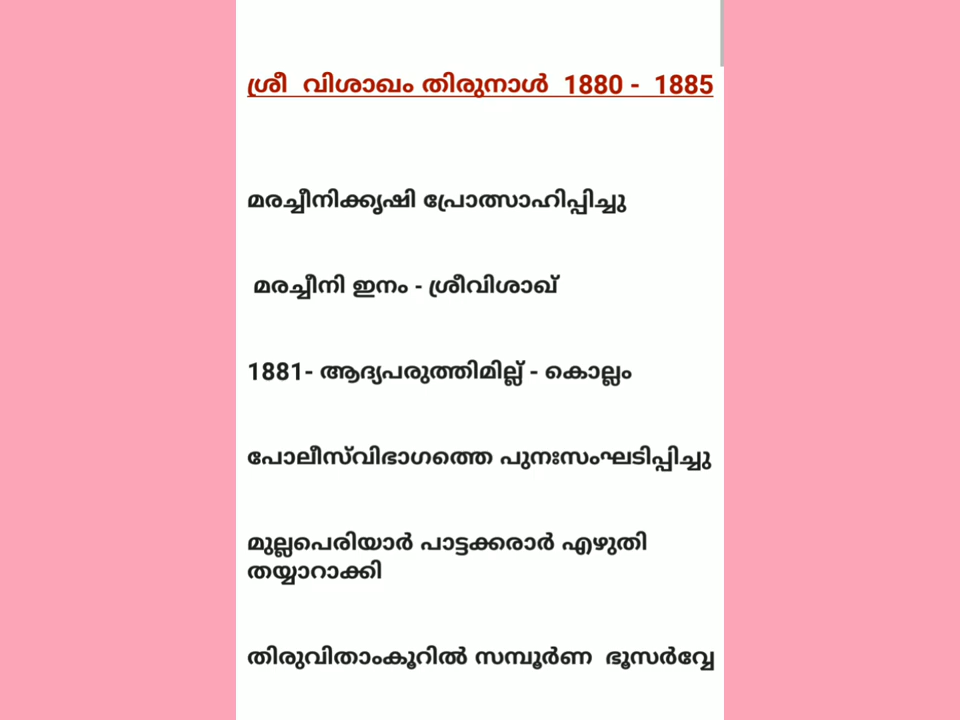 ശ്രീ വിശാഖം തിരുനാൾ 1880 - 1885
മരച്ചീനിക്കൃഷി പ്രോത്സാഹിപ്പിച്ചു
മരച്ചീനി ഇനം - ശ്രീവിശാഖ്
1881- ആദ്യപരുത്തിമില്ല് - കൊല്ലം
പോലീസ്‌വിഭാഗത്തെ പുനഃസംഘടിപ്പിച്ചു
മുല്ലപെരിയാർ പാട്ടക്കരാർ എഴുതി
തയ്യാറാക്കി
തിരുവിതാംകൂറിൽ സമ്പൂർണ ഭൂസർവ്വേ